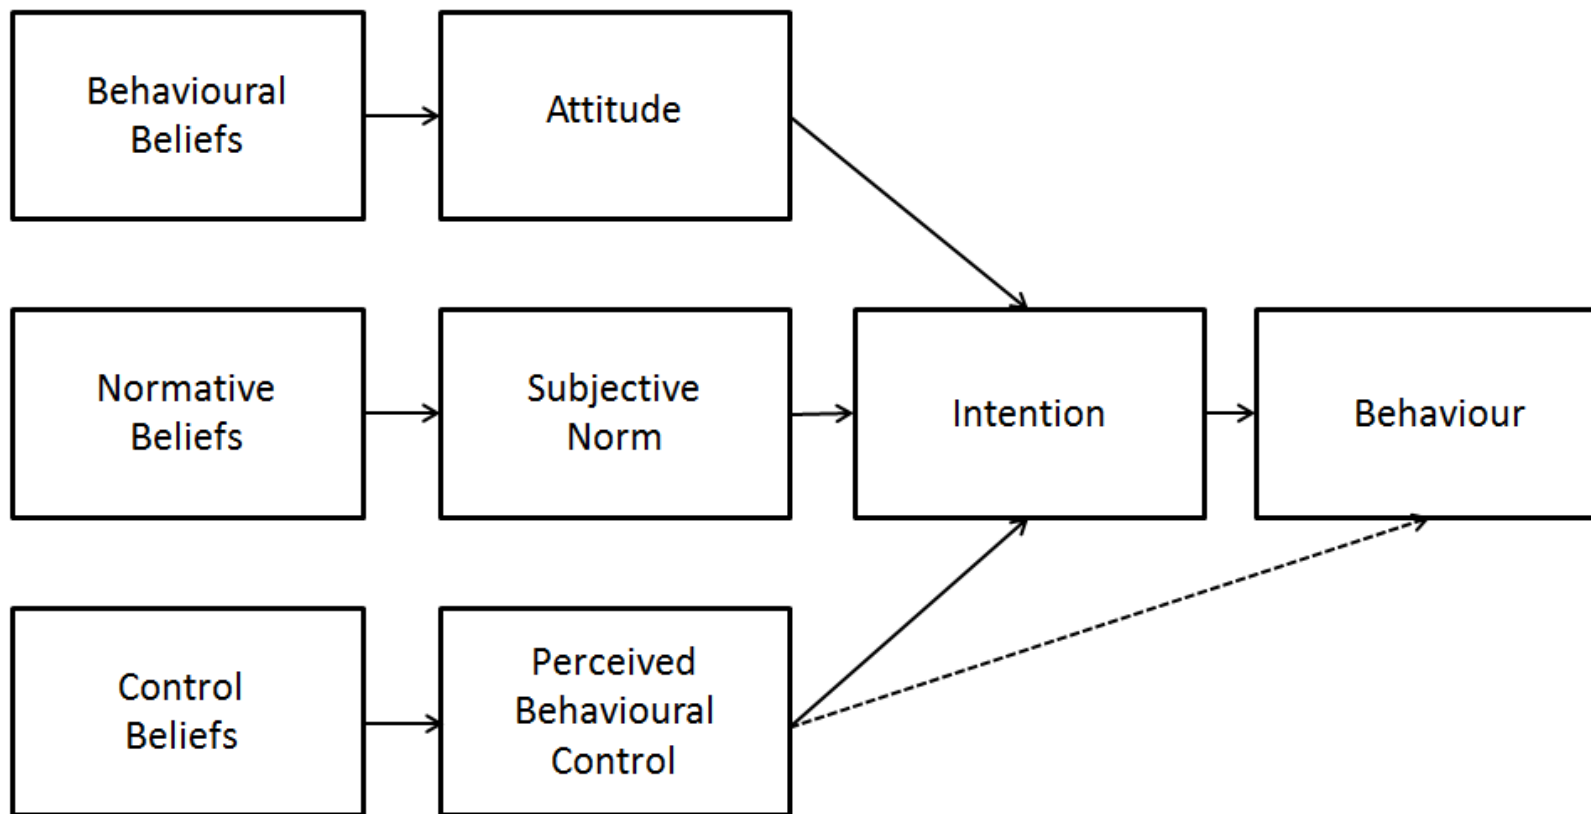 Behavioural
Beliefs
Attitude
Normative
Beliefs
Subjective
Norm
Intention
Behaviour
Control
Beliefs
Perceived
Behavioural
Control